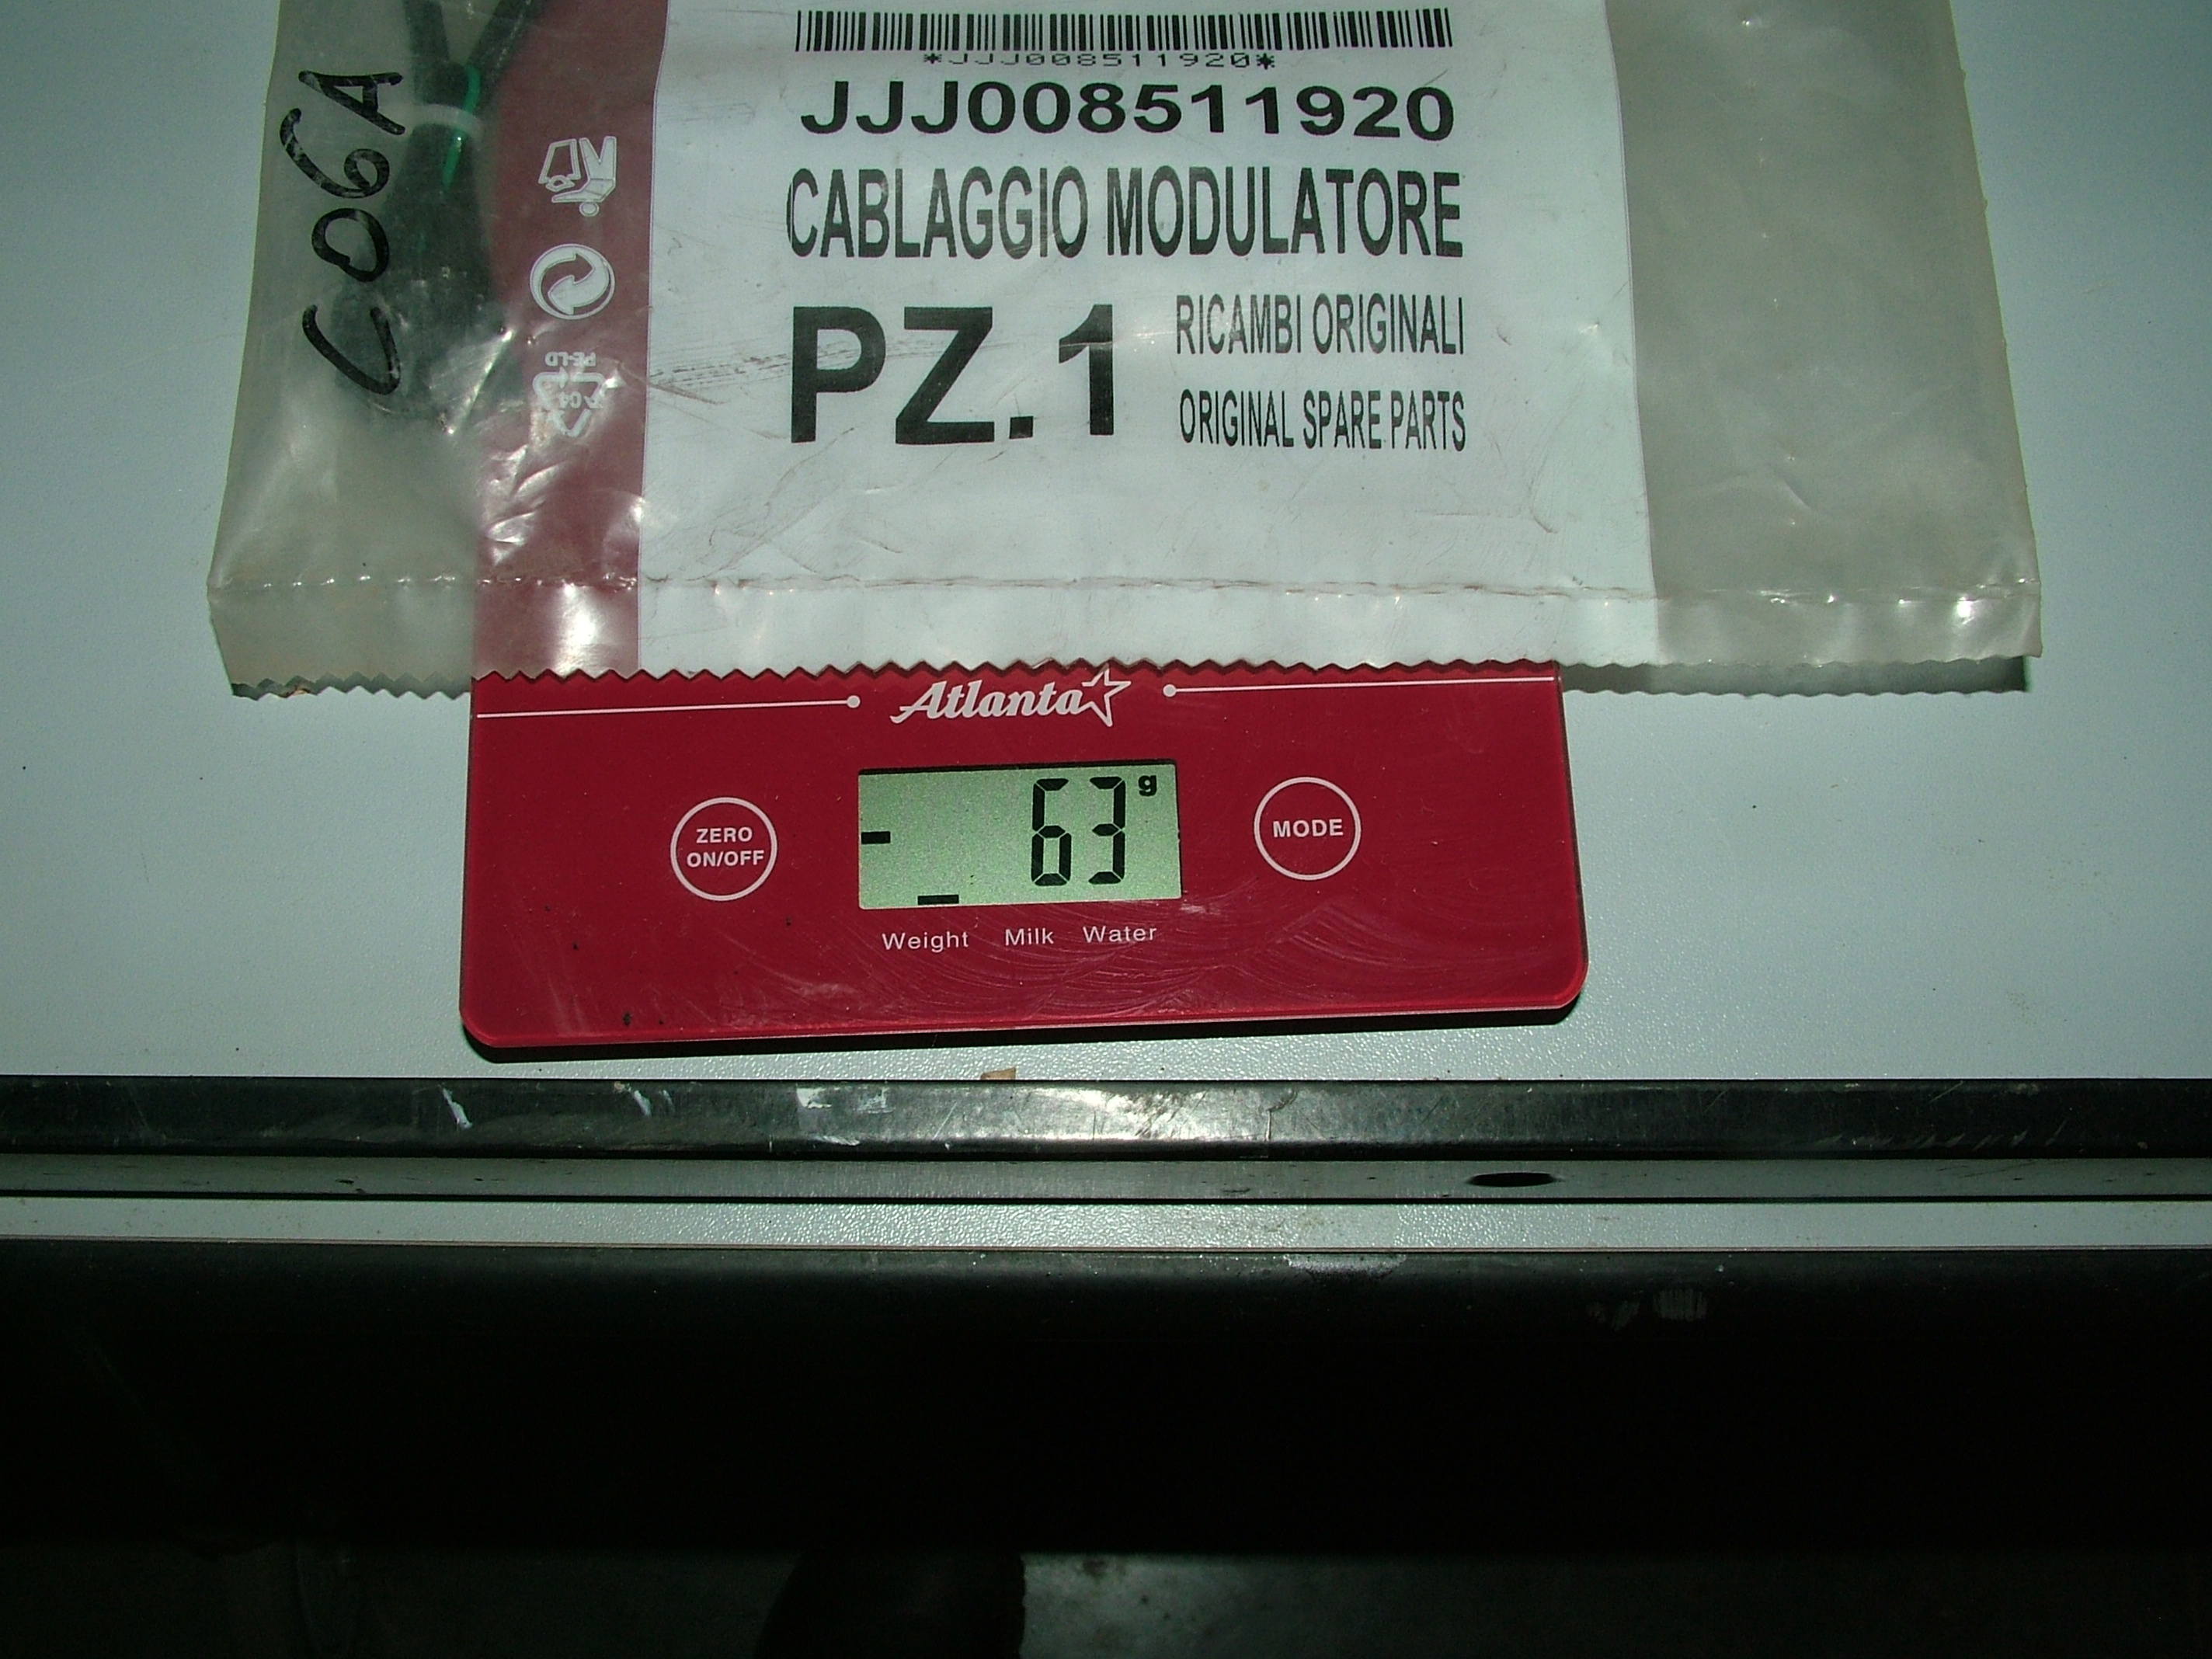 *JJJ008511920*
JJJ008511920
CABLAGGIO MODULATORE
PZ.1
RICAMBI ORIGINALI
ORIGINAL SPARE PARTS
C06A
PE-LD
04
Atlanta
ZERO
ON/OFF
- 63 g
MODE
Weight Milk Water